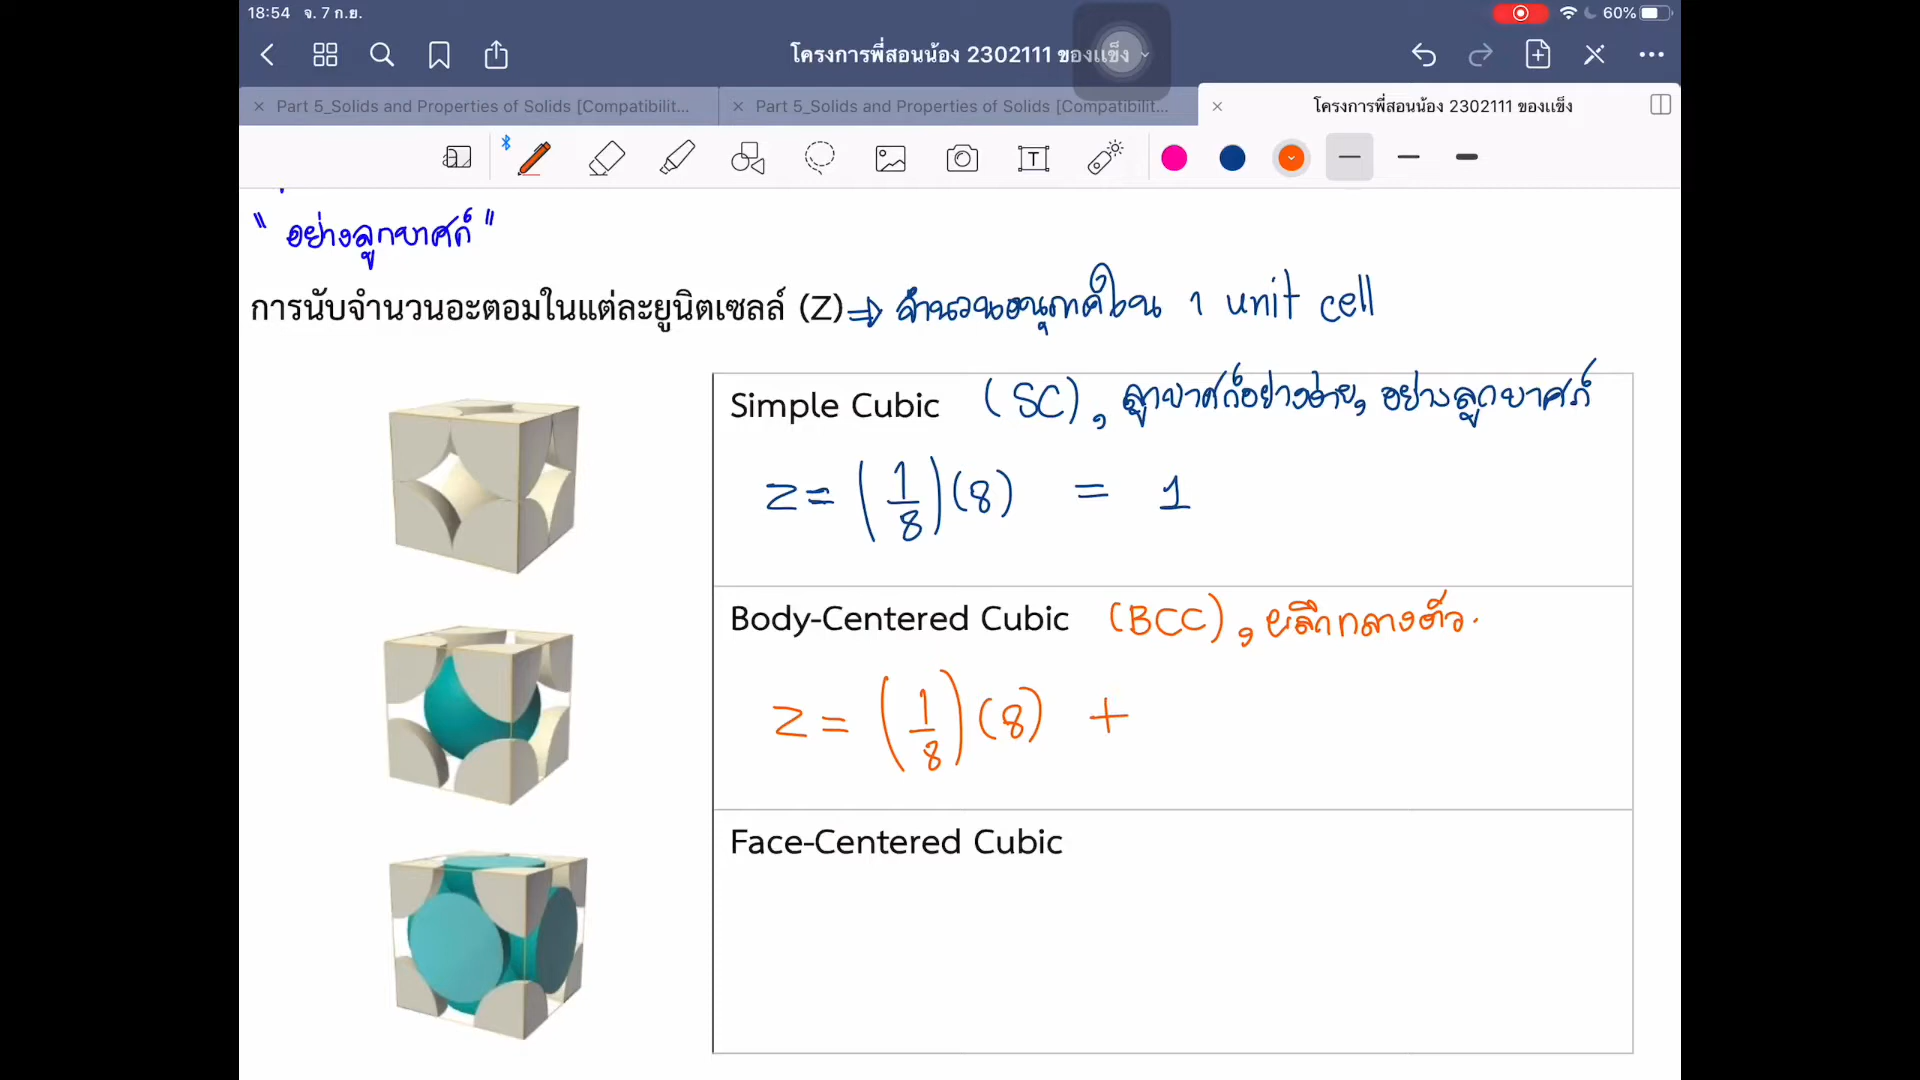 18:54 จ. 7 ก.ย.
60%
โครงการพี่สอนน้อง 2302111 ของแข็ง
Part 5_Solids and Properties of Solids [Compatibilit...
Part 5_Solids and Properties of Solids [Compatibilit...
โครงการพี่สอนน้อง 2302111 ของแข็ง
"อย่างลูกบาศก์"
การนับจำนวนอะตอมในแต่ละยูนิตเซลล์ (Z) ⇒ จำนวนอนุภาคใน 1 unit cell
Simple Cubic (SC), ลูกบาศก์อย่างง่าย, อย่างลูกบาศก์
Z = (1/8)(8) = 1
Body-Centered Cubic (BCC), ผลึกกลางตัว.
Z = (1/8)(8) +
Face-Centered Cubic